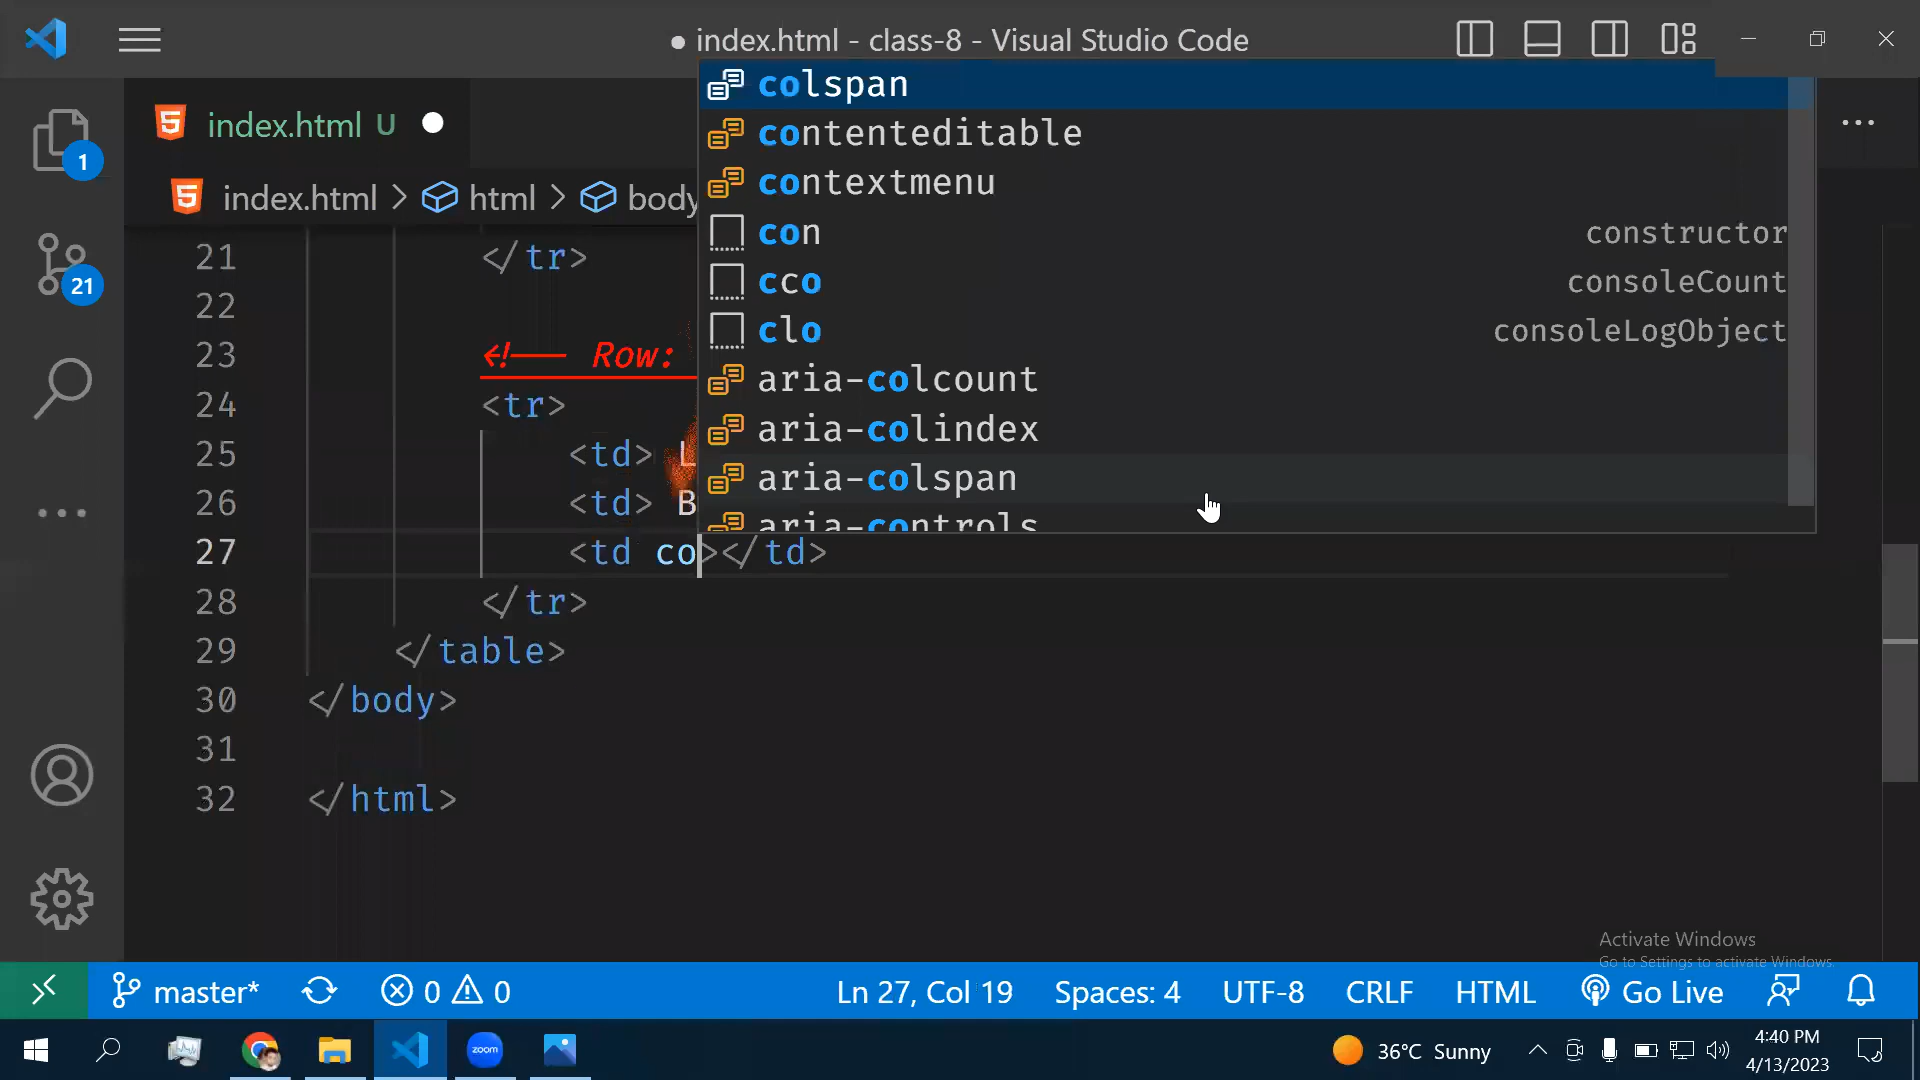 ● index.html - class-8 - Visual Studio Code
index.html U ●
index.html > html > body
colspan
contenteditable
contextmenu
con constructor
cco consoleCount
clo consoleLogObject
aria-colcount
aria-colindex
aria-colspan
aria-controls
21 </tr>
22
23 <!-- Row:
24 <tr>
25 <td> L
26 <td> B
27 <td co></td>
28 </tr>
29 </table>
30 </body>
31
32 </html>
1
21
Activate Windows
Go to Settings to activate Windows.
master* 0 0 Ln 27, Col 19 Spaces: 4 UTF-8 CRLF HTML Go Live
zoom 36°C Sunny 4:40 PM
4/13/2023